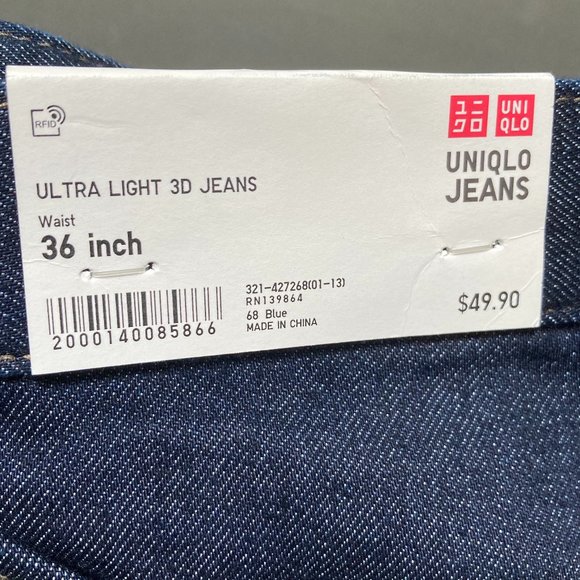 RFID
ユニ
クロ
UNI
QLO
UNIQLO
JEANS
ULTRA LIGHT 3D JEANS
Waist
36 inch
2000140085866
321-427268(01-13)
RN139864
68 Blue
MADE IN CHINA
$49.90